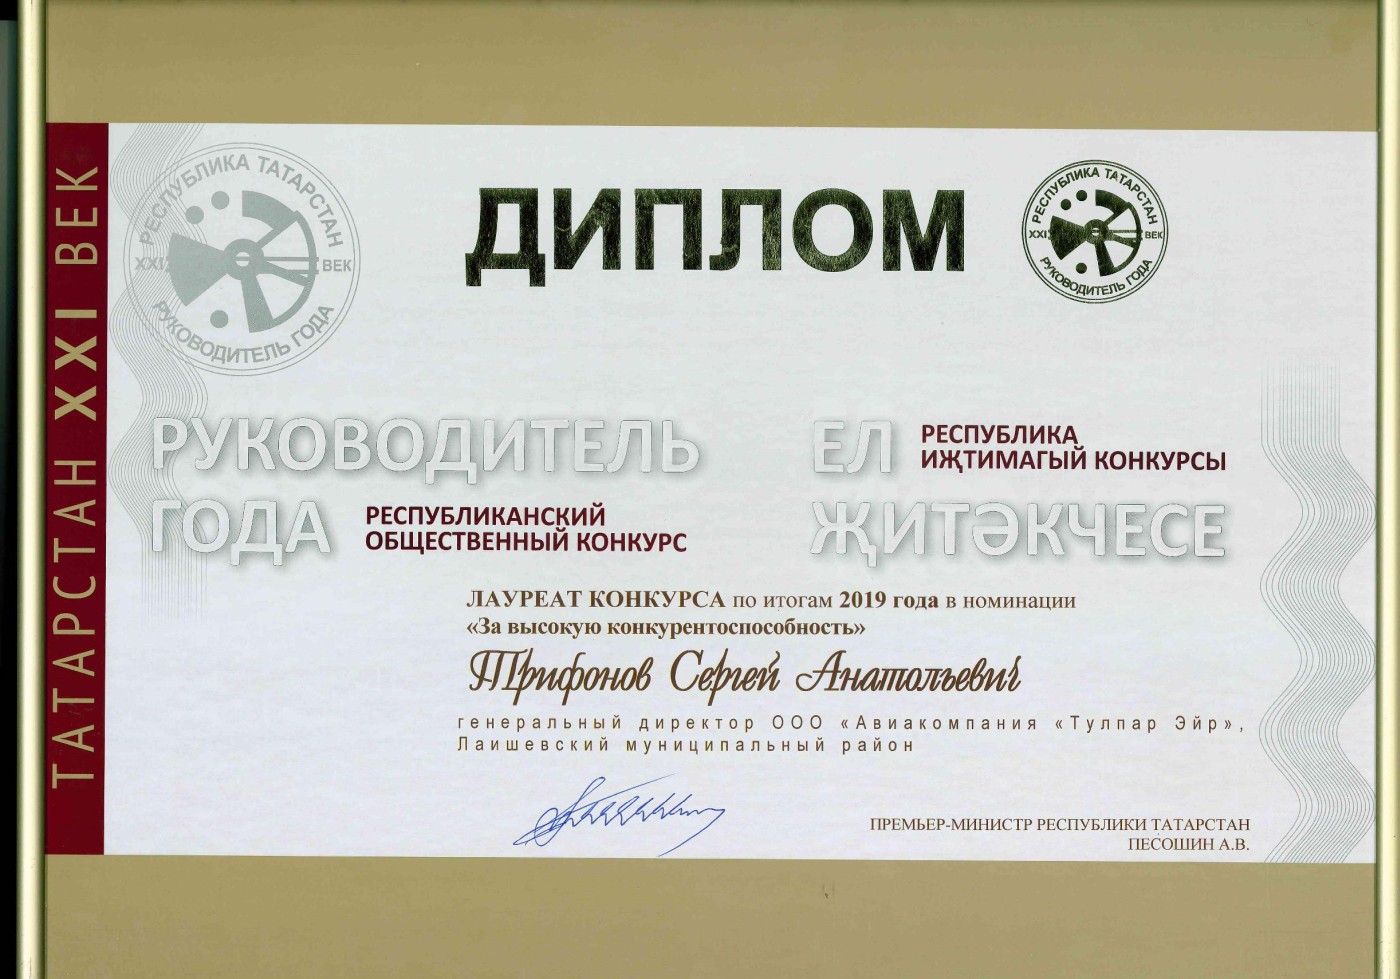 ТАТАРСТАН XXI ВЕК
РЕСПУБЛИКА ТАТАРСТАН
XXI ВЕК
РУКОВОДИТЕЛЬ ГОДА
ДИПЛОМ
РЕСПУБЛИКА ТАТАРСТАН
XXI ВЕК
РУКОВОДИТЕЛЬ ГОДА
РУКОВОДИТЕЛЬ
ГОДА
РЕСПУБЛИКАНСКИЙ
ОБЩЕСТВЕННЫЙ КОНКУРС
ЕЛ
РЕСПУБЛИКА
ИҖТИМАГЫЙ КОНКУРСЫ
ҖИТӘКЧЕСЕ
ЛАУРЕАТ КОНКУРСА по итогам 2019 года в номинации
«За высокую конкурентоспособность»
Трифонов Сергей Анатольевич
генеральный директор ООО «Авиакомпания «Тулпар Эйр»,
Лаишевский муниципальный район
ПРЕМЬЕР-МИНИСТР РЕСПУБЛИКИ ТАТАРСТАН
ПЕСОШИН А.В.